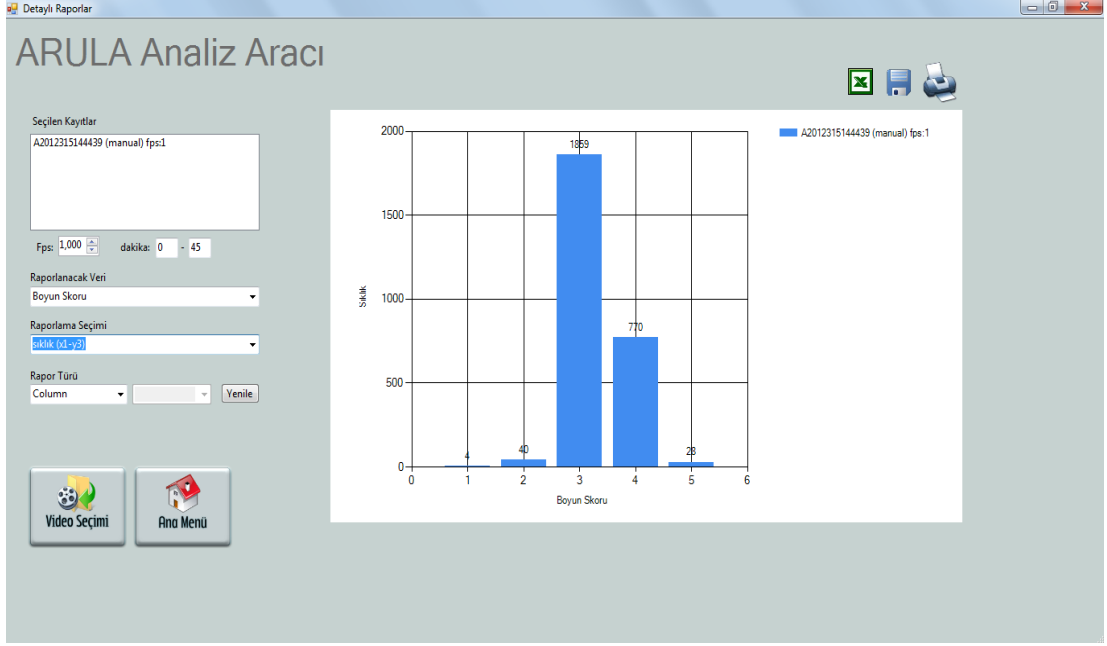 Detaylı Raporlar
ARULA Analiz Aracı
Seçilen Kayıtlar
A2012315144439 (manual) fps:1
Fps: 1,000 dakika: 0 - 45
Raporlanacak Veri
Boyun Skoru
Raporlama Seçimi
sıklık (x1-y3)
Rapor Türü
Column
Yenile
Video Seçimi
Ana Menü
A2012315144439 (manual) fps:1
2000
1500
1000
500
0
Sıklık
4
40
1859
770
28
0 1 2 3 4 5 6
Boyun Skoru